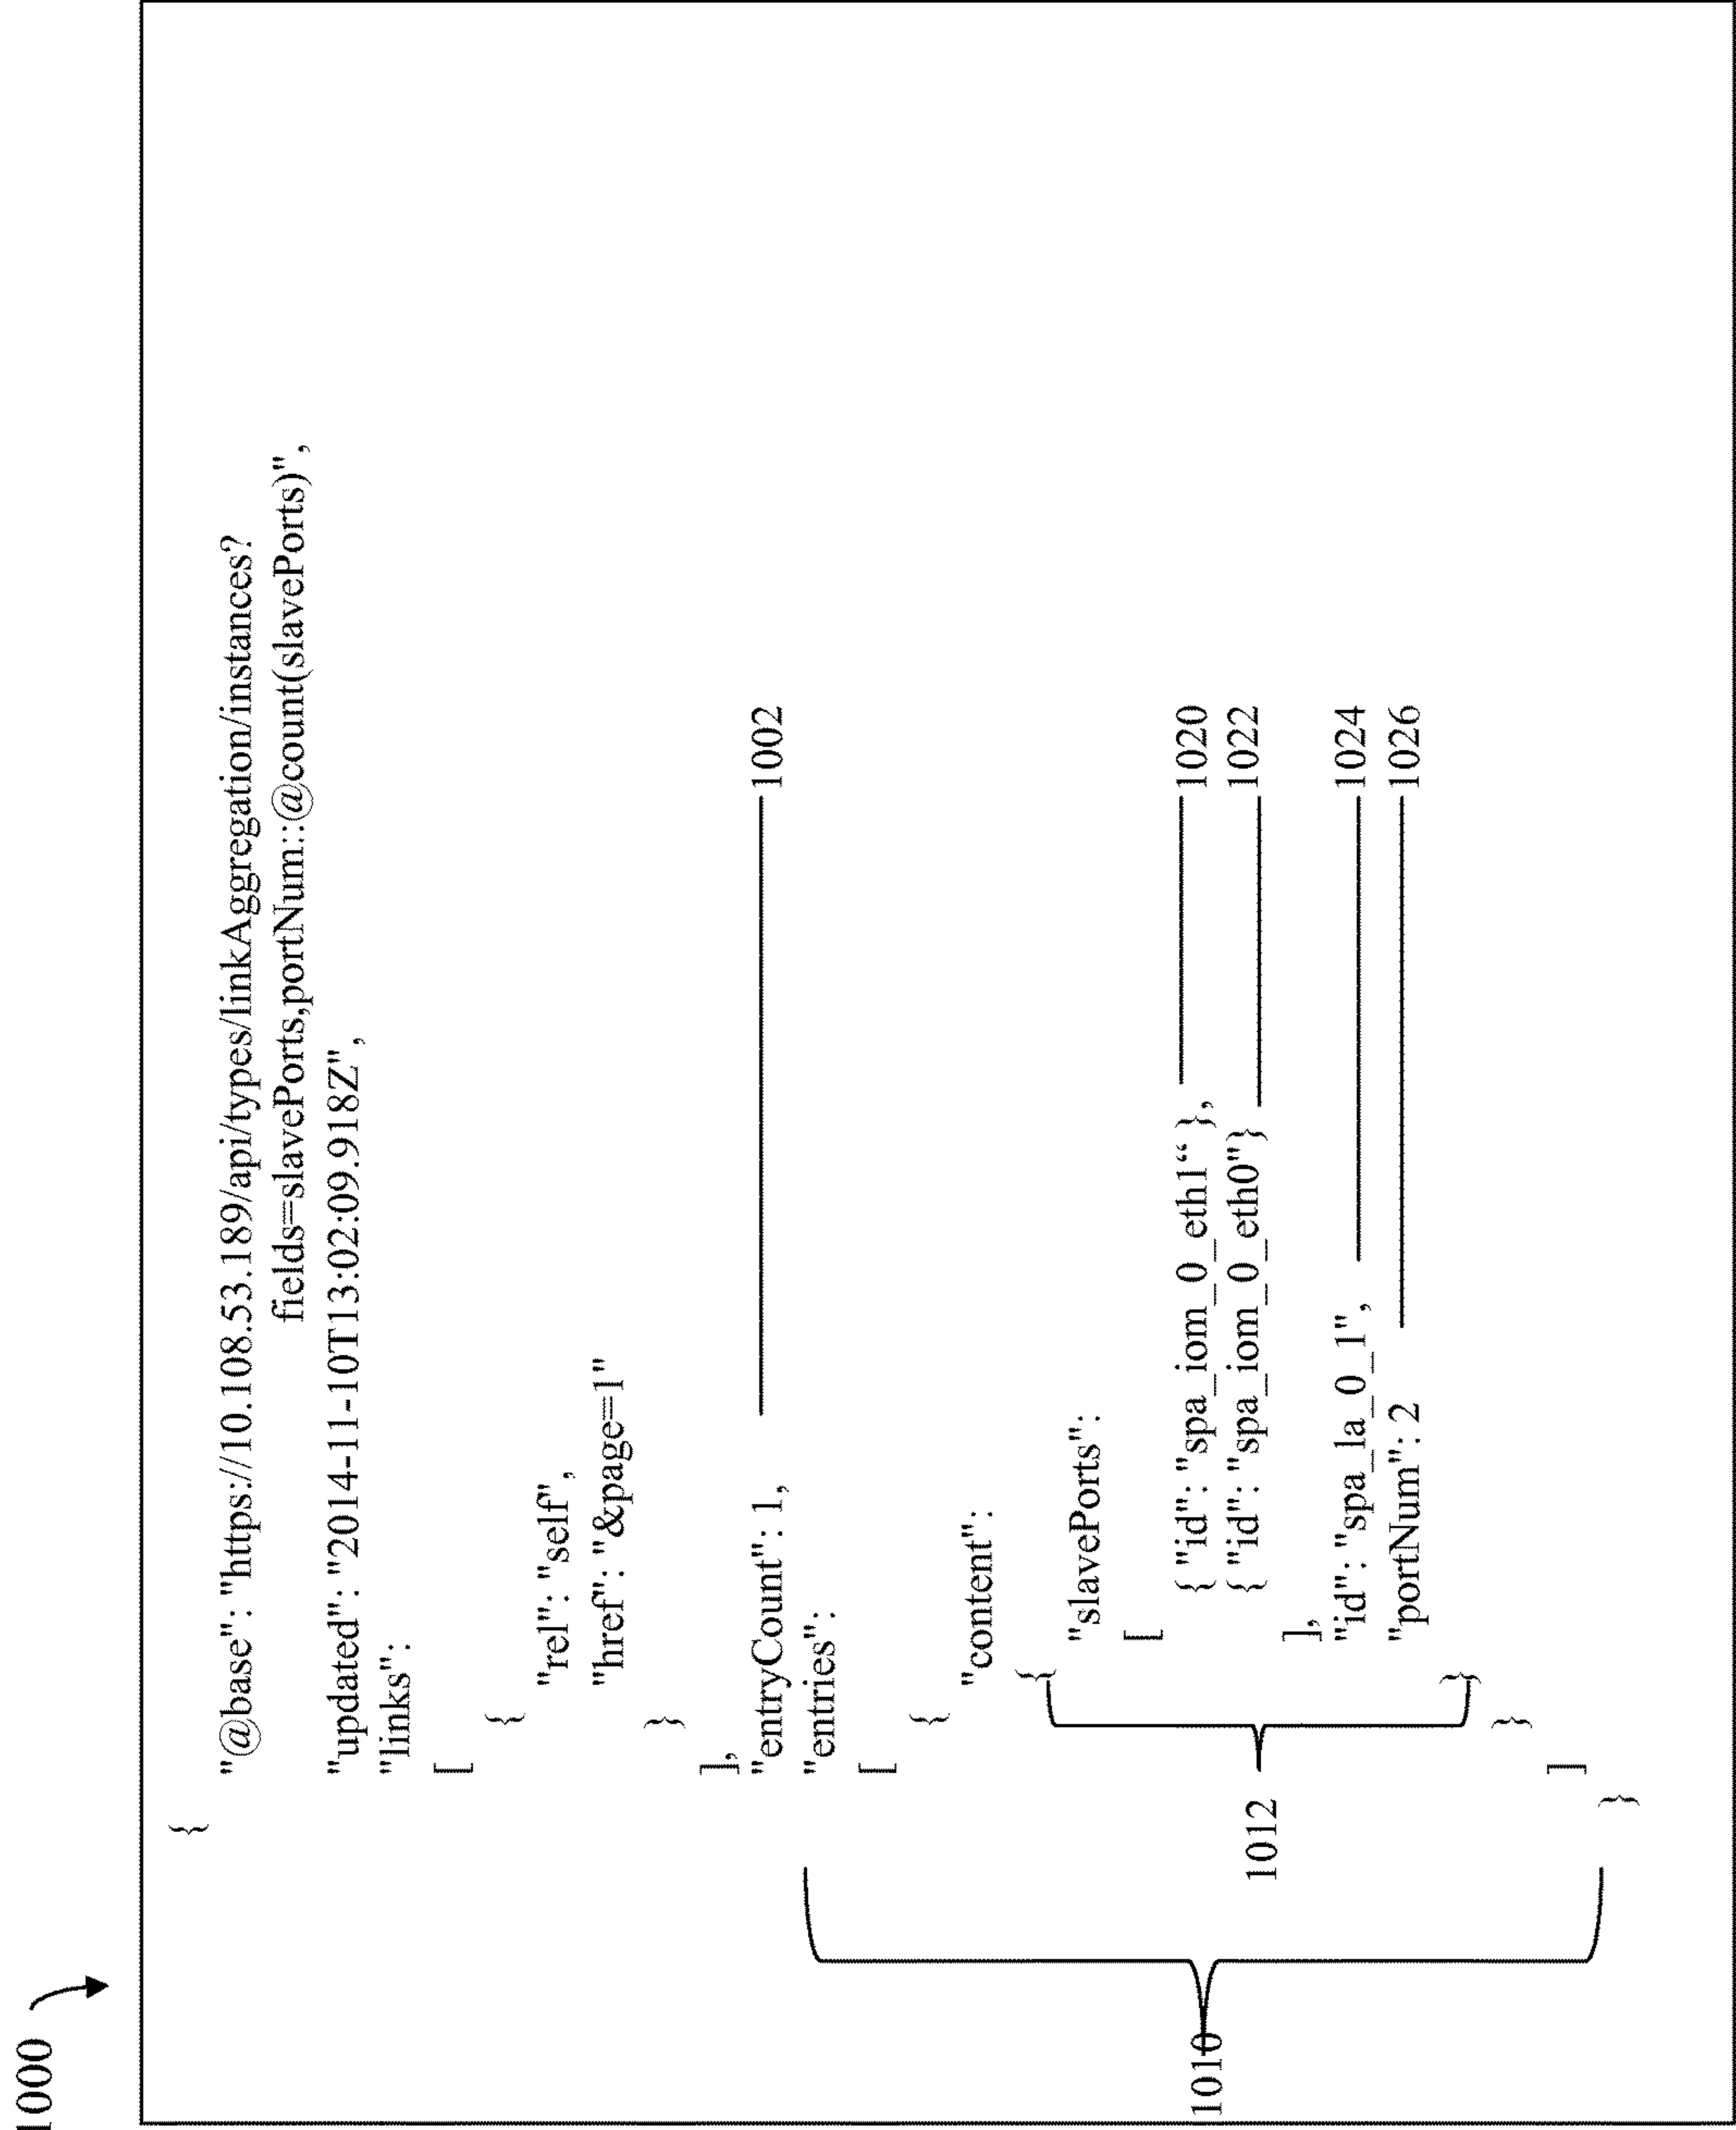 1000
{
"@base": "https://10.108.53.189/api/types/linkAggregation/instances?
fields=slavePorts,portNum::@count(slavePorts)",
"updated": "2014-11-10T13:02:09.918Z",
"links":
[
{
"rel": "self",
"href": "&page=1"
}
],
"entryCount": 1, 1002
"entries":
[
{
"content":
{
"slavePorts":
[
{ "id": "spa_iom_0_eth1“ }, 1020
{ "id": "spa_iom_0_eth0"} 1022
],
"id": "spa_la_0_1", 1024
"portNum": 2 1026
}
}
]
}
1012
1010